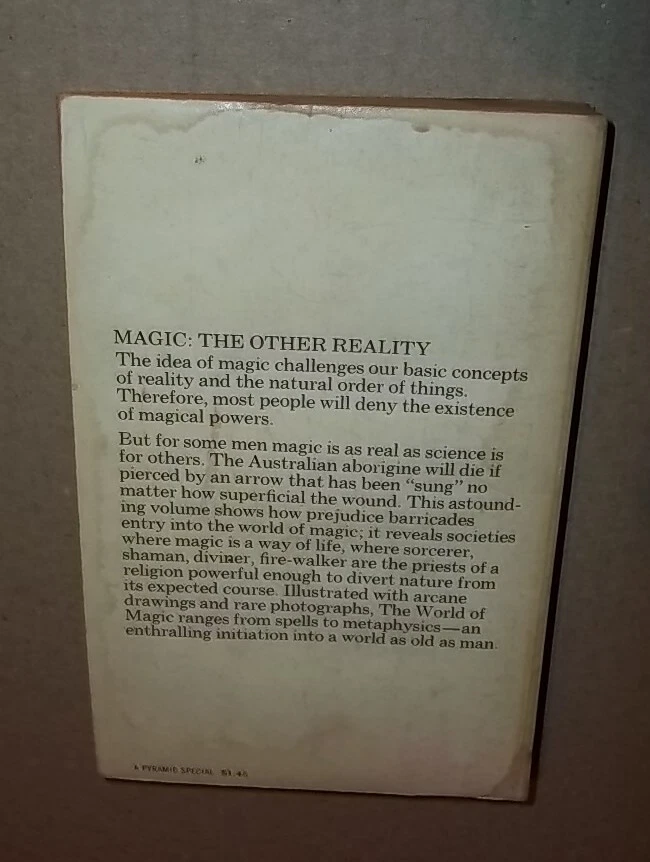 MAGIC: THE OTHER REALITY
The idea of magic challenges our basic concepts
of reality and the natural order of things.
Therefore, most people will deny the existence
of magical powers.
But for some men magic is as real as science is
for others. The Australian aborigine will die if
pierced by an arrow that has been “sung” no
matter how superficial the wound. This astound-
ing volume shows how prejudice barricades
entry into the world of magic; it reveals societies
where magic is a way of life, where sorcerer,
shaman, diviner, fire-walker are the priests of a
religion powerful enough to divert nature from
its expected course. Illustrated with arcane
drawings and rare photographs, The World of
Magic ranges from spells to metaphysics—an
enthralling initiation into a world as old as man.
A PYRAMID SPECIAL $1.45